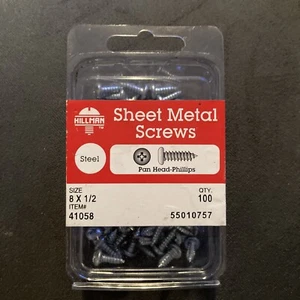 HILLMAN
Sheet Metal
Screws
Steel
Pan Head-Phillips
SIZE
8 X 1/2
ITEM#
41058
QTY.
100
55010757